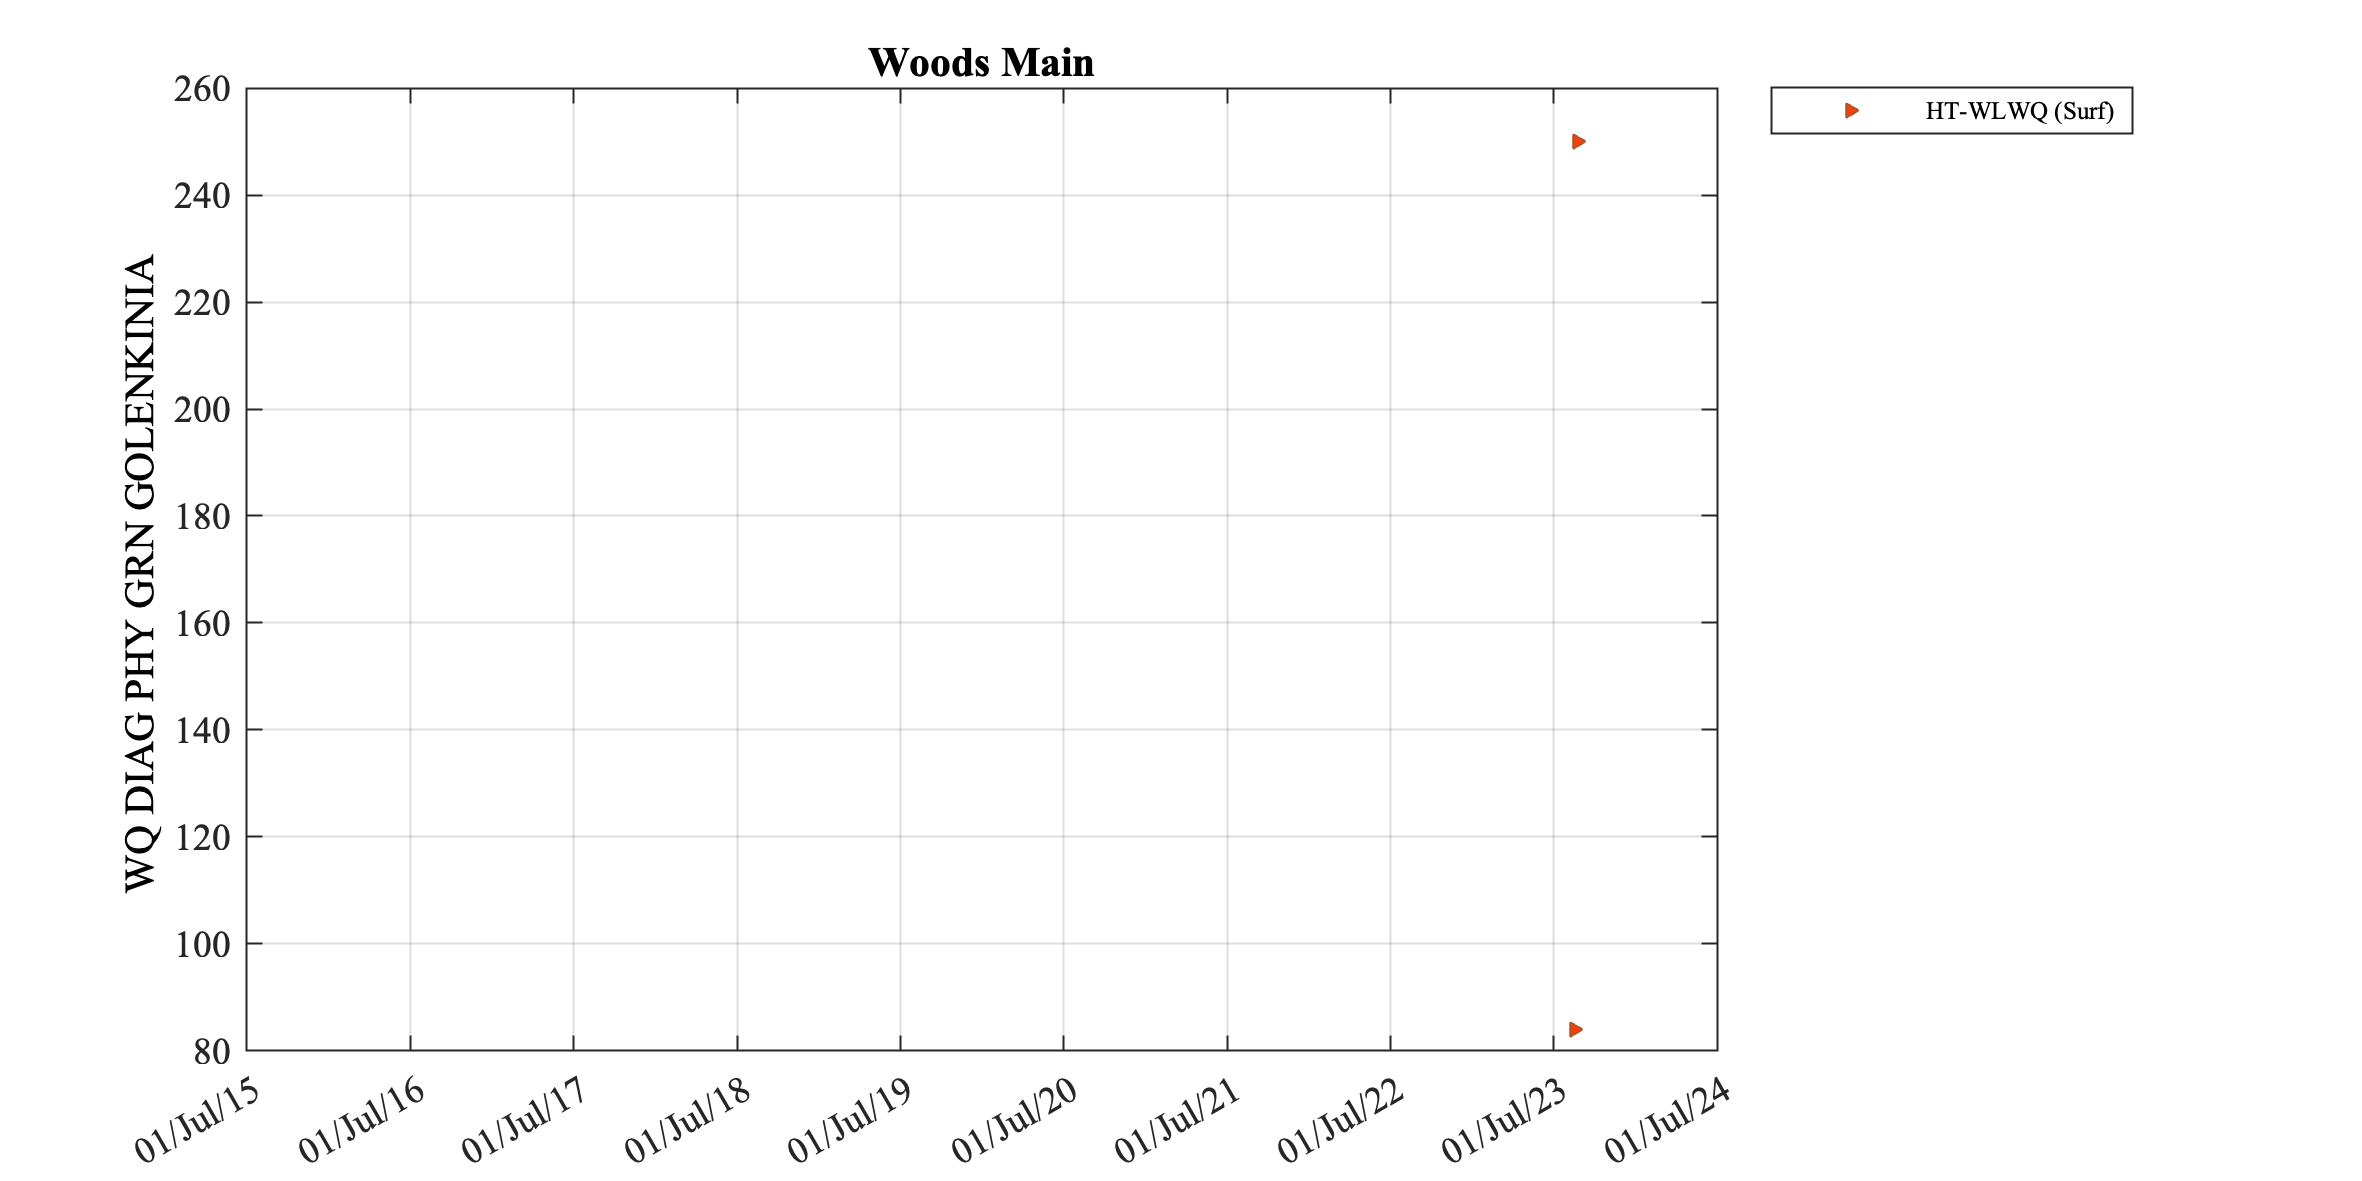 Woods Main
HT-WLWQ (Surf)
WQ DIAG PHY GRN GOLENKINIA
260
240
220
200
180
160
140
120
100
80
01/Jul/15
01/Jul/16
01/Jul/17
01/Jul/18
01/Jul/19
01/Jul/20
01/Jul/21
01/Jul/22
01/Jul/23
01/Jul/24